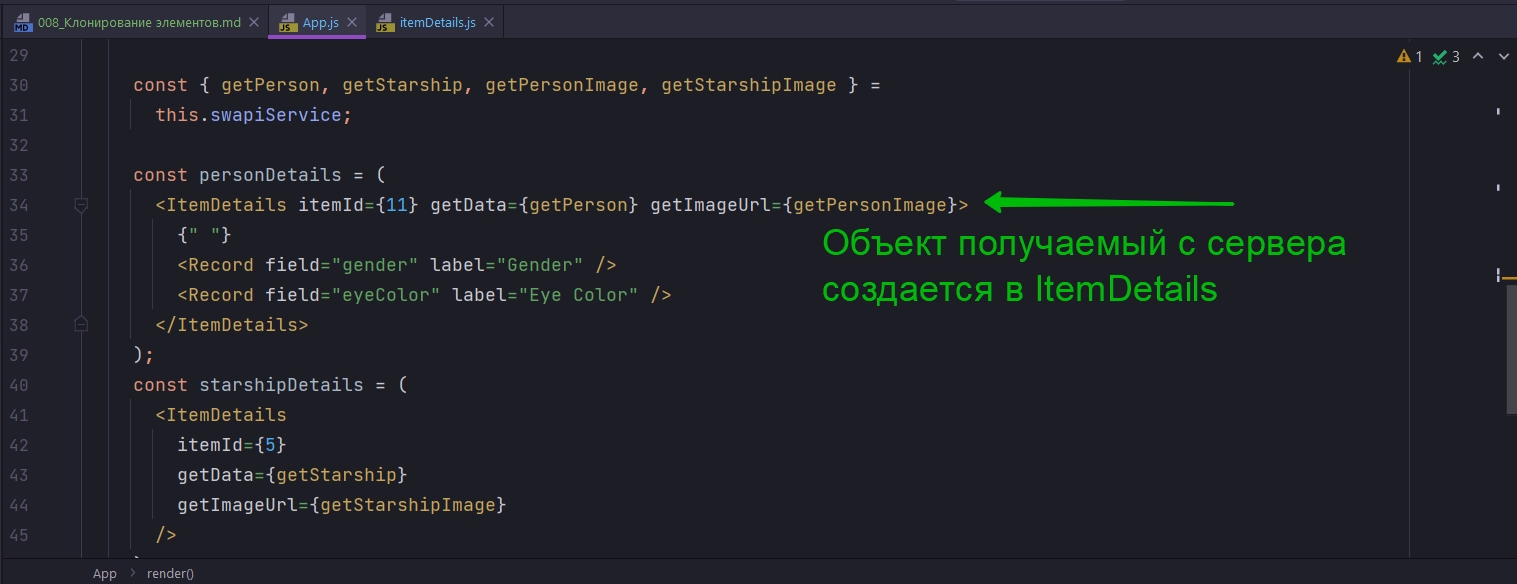 008_Клонирование элементов.md App.js itemDetails.js
29
1 3
30 const { getPerson, getStarship, getPersonImage, getStarshipImage } =
31 this.swapiService;
32
33 const personDetails = (
34 <ItemDetails itemId={11} getData={getPerson} getImageUrl={getPersonImage}>
35 {" "}
36 <Record field="gender" label="Gender" />
37 <Record field="eyeColor" label="Eye Color" />
38 </ItemDetails>
Объект получаемый с сервера
создается в ItemDetails
39 );
40 const starshipDetails = (
41 <ItemDetails
42 itemId={5}
43 getData={getStarship}
44 getImageUrl={getStarshipImage}
45 />
App > render()